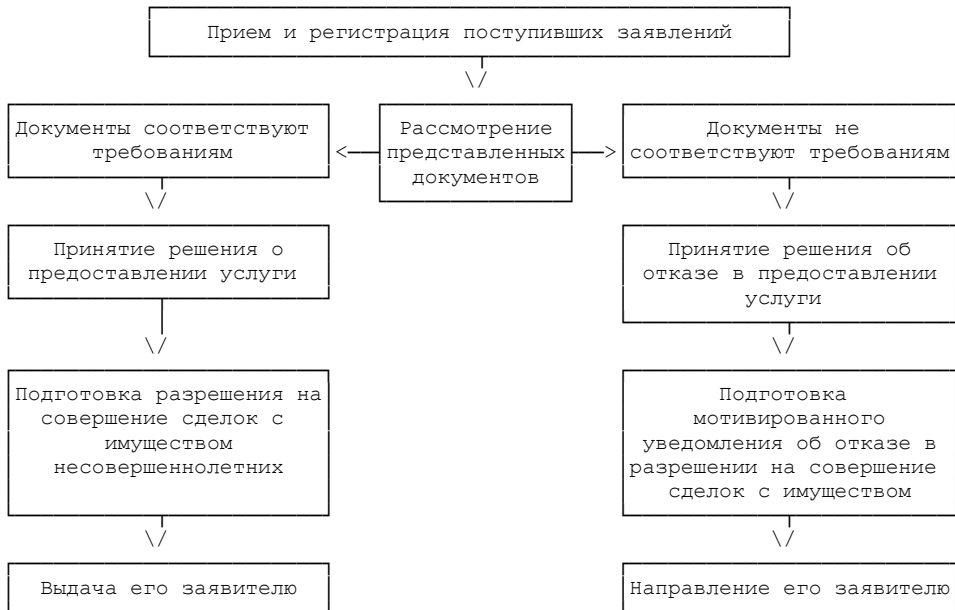 Прием и регистрация поступивших заявлений
Документы соответствуют
требованиям
Рассмотрение
представленных
документов
Документы не
соответствуют требованиям
Принятие решения о
предоставлении услуги
Принятие решения об
отказе в предоставлении
услуги
Подготовка разрешения на
совершение сделок с
имуществом
несовершеннолетних
Подготовка
мотивированного
уведомления об отказе в
разрешении на совершение
сделок с имуществом
Выдача его заявителю
Направление его заявителю